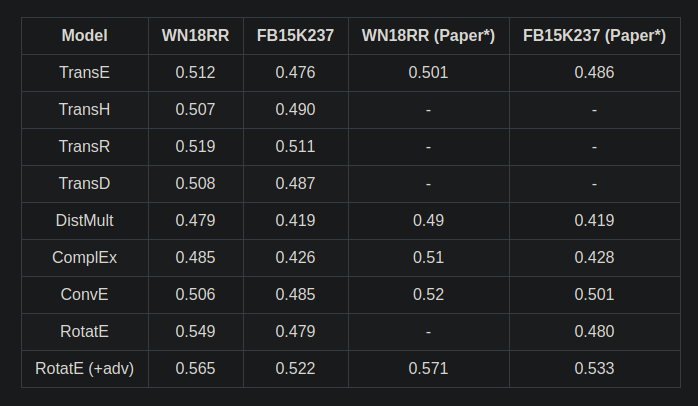 Model WN18RR FB15K237 WN18RR (Paper*) FB15K237 (Paper*)
TransE 0.512 0.476 0.501 0.486
TransH 0.507 0.490 - -
TransR 0.519 0.511 - -
TransD 0.508 0.487 - -
DistMult 0.479 0.419 0.49 0.419
ComplEx 0.485 0.426 0.51 0.428
ConvE 0.506 0.485 0.52 0.501
RotatE 0.549 0.479 - 0.480
RotatE (+adv) 0.565 0.522 0.571 0.533